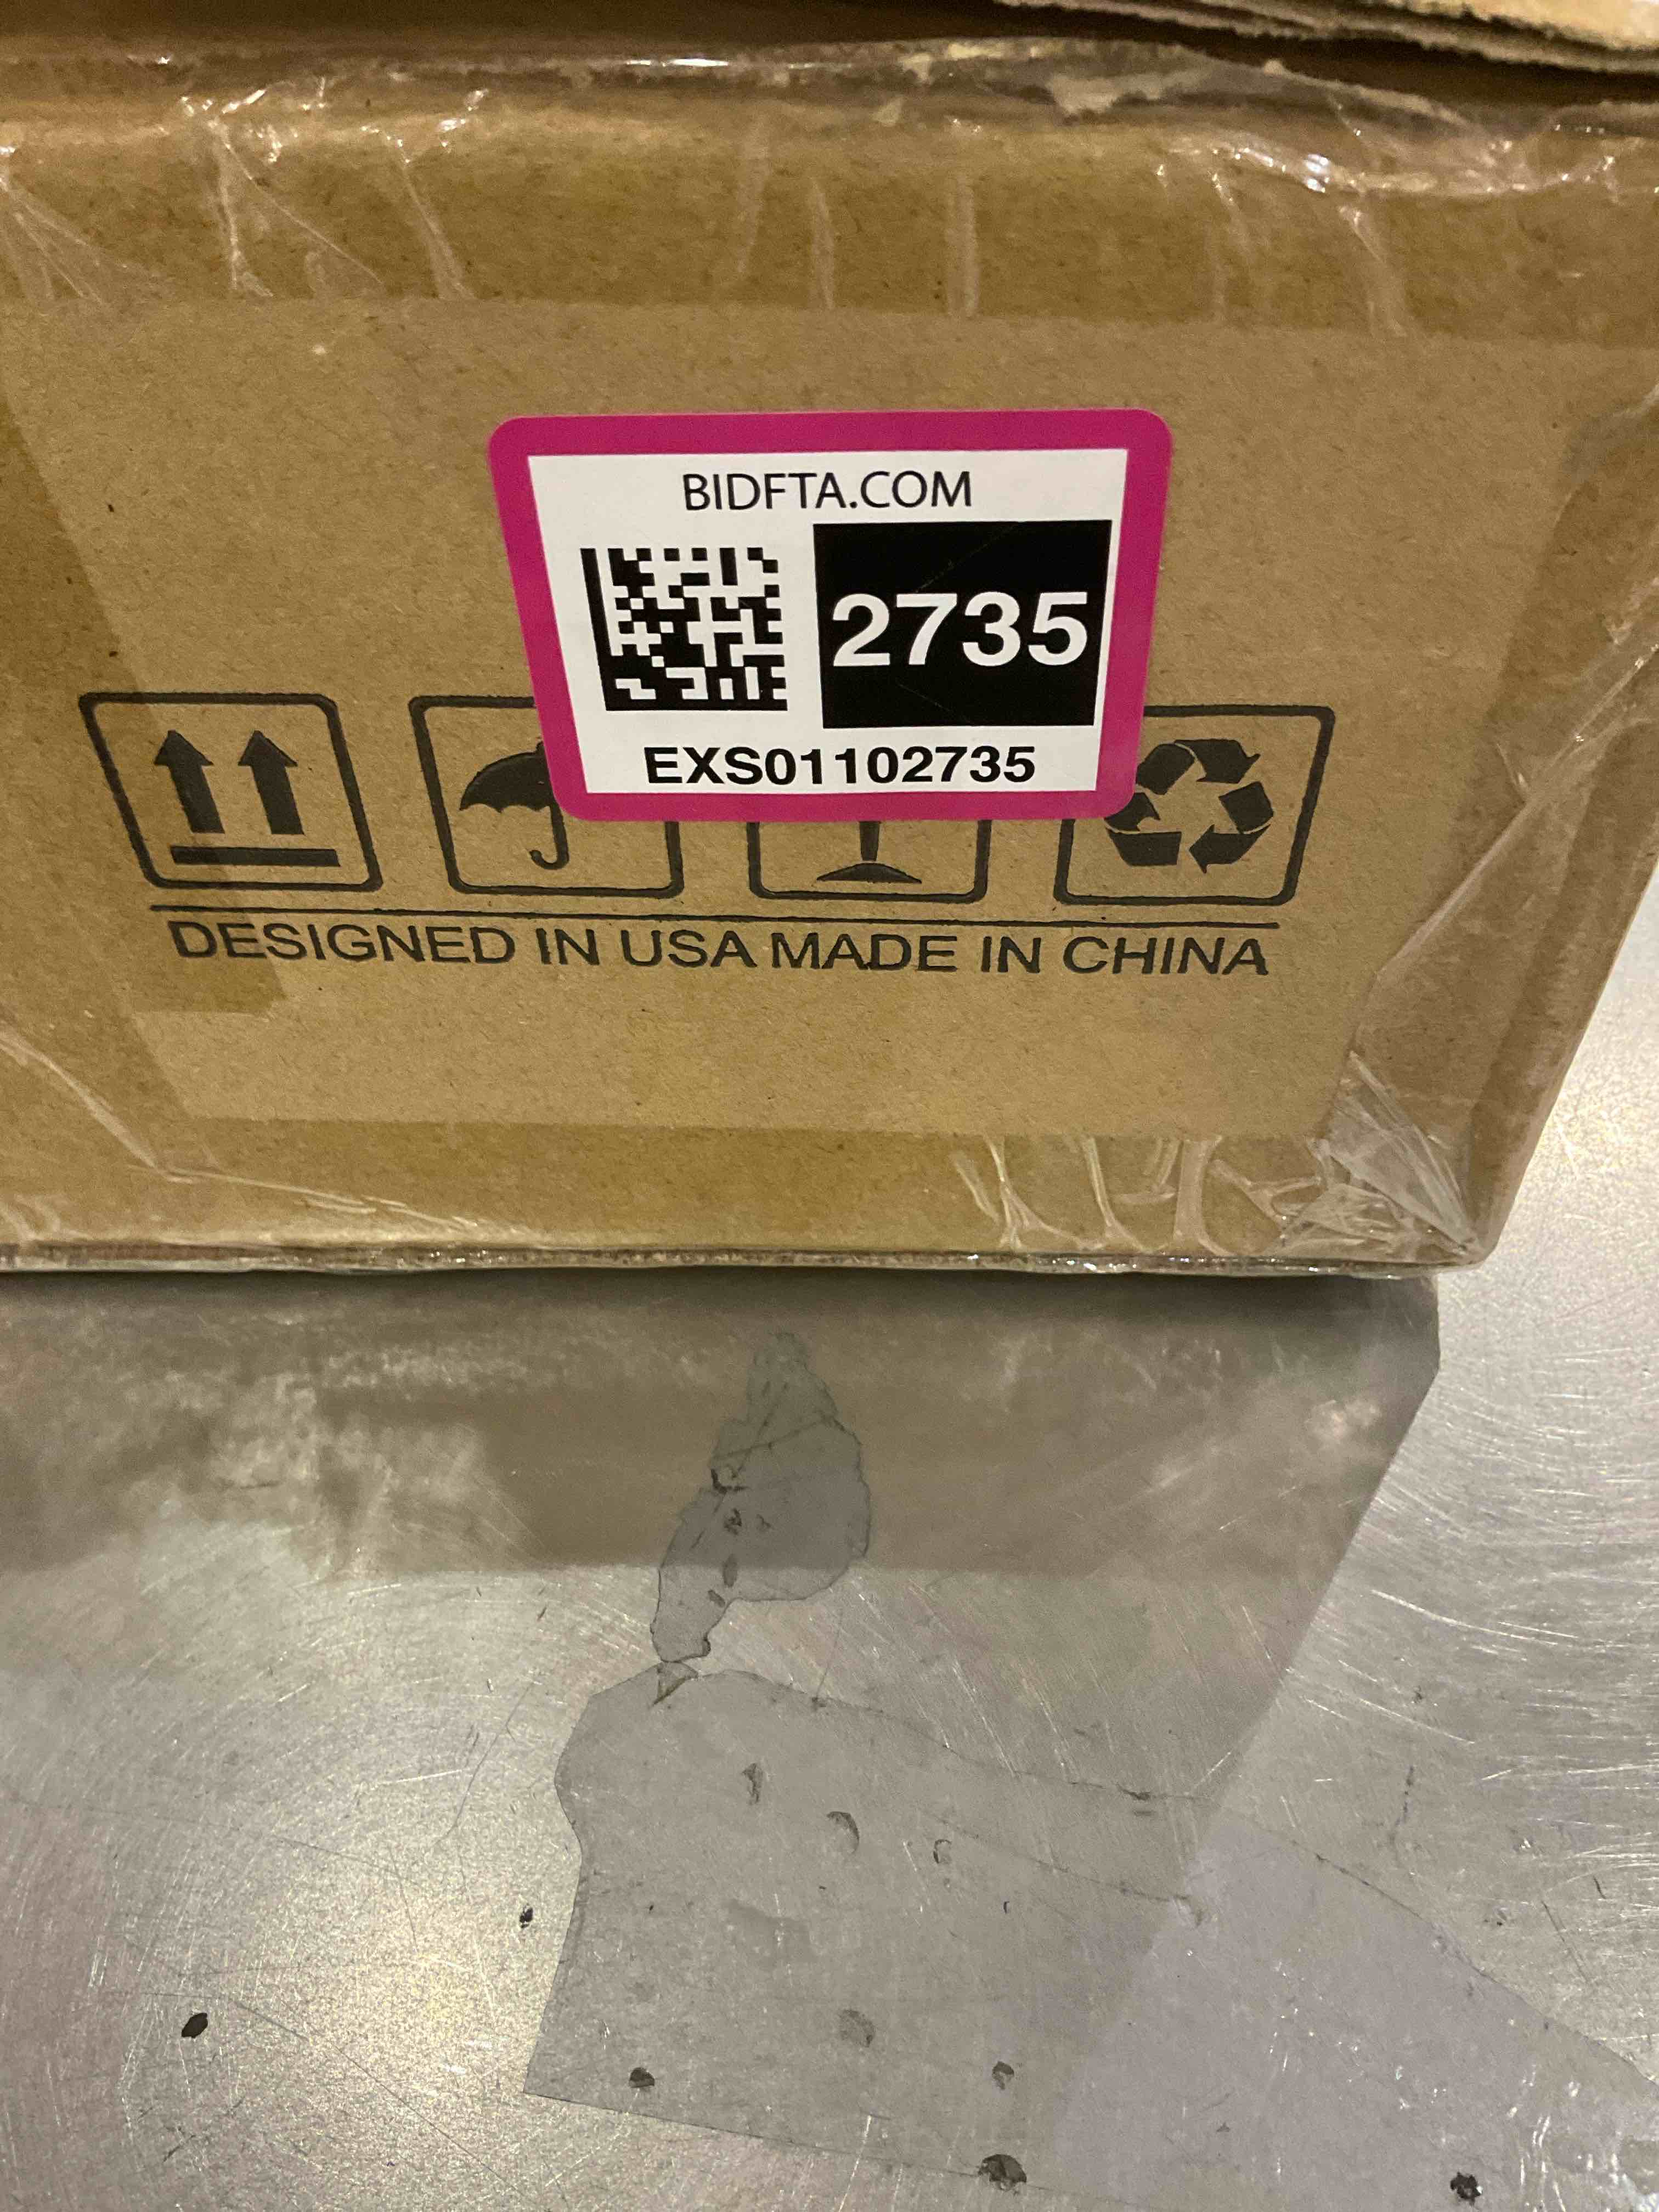 BIDFTA.COM
2735
EXS01102735
DESIGNED IN USA MADE IN CHINA